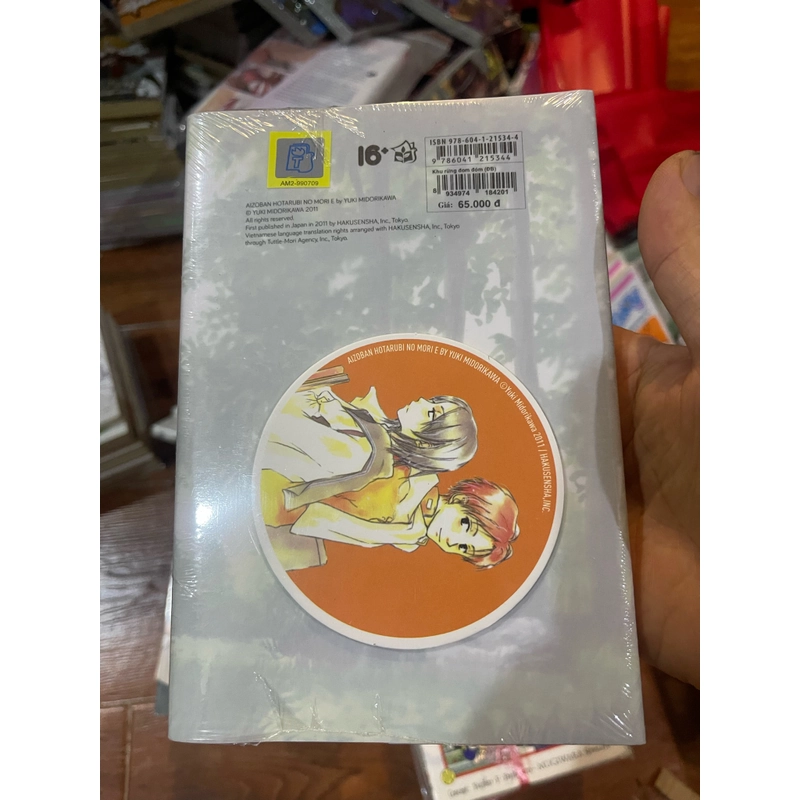 AM2-990709
16+
ISBN 978-604-1-21534-4
9 786041 215344
Khu rừng đom đóm (ĐB)
8 934974 184201
Giá: 65.000 đ
AIZOBAN HOTARUBI NO MORI E by YUKI MIDORIKAWA
© YUKI MIDORIKAWA 2011
All rights reserved.
First published in Japan in 2011 by HAKUSENSHA, Inc., Tokyo.
Vietnamese language translation rights arranged with HAKUSENSHA, Inc., Tokyo
through Tuttle-Mori Agency, Inc., Tokyo.
AIZOBAN HOTARUBI NO MORI E BY YUKI MIDORIKAWA ©Yuki Midorikawa 2011 / HAKUSENSHA,INC.